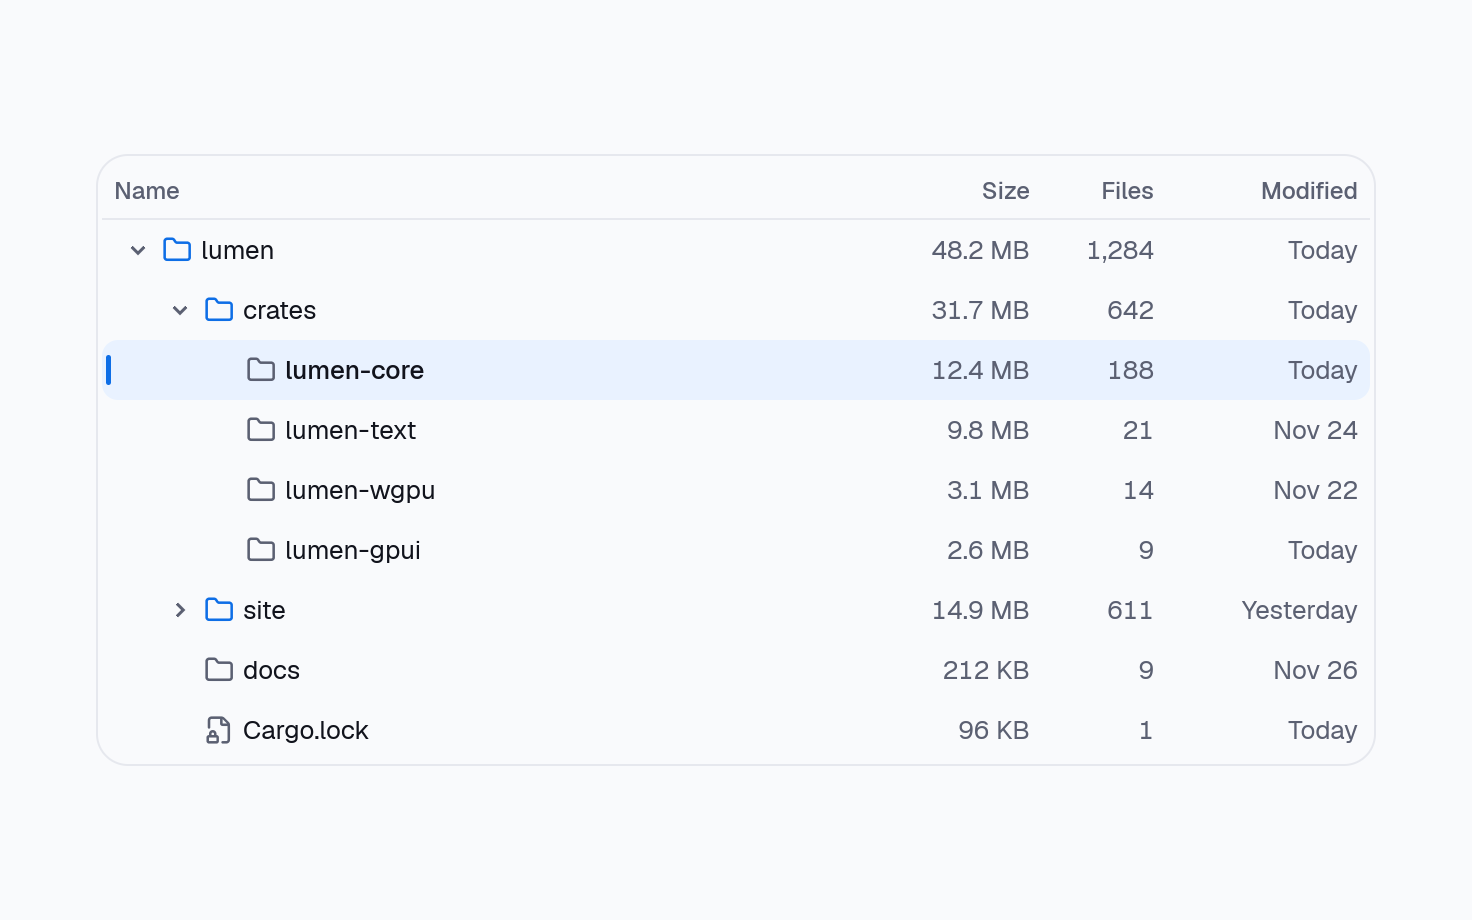 Name Size Files Modified
lumen 48.2 MB 1,284 Today
crates 31.7 MB 642 Today
lumen-core 12.4 MB 188 Today
lumen-text 9.8 MB 21 Nov 24
lumen-wgpu 3.1 MB 14 Nov 22
lumen-gpui 2.6 MB 9 Today
site 14.9 MB 611 Yesterday
docs 212 KB 9 Nov 26
Cargo.lock 96 KB 1 Today